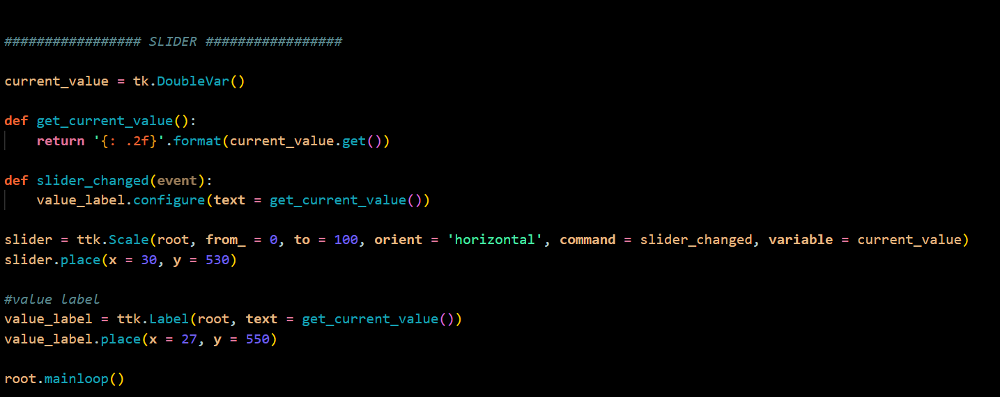 ################# SLIDER #################
current_value = tk.DoubleVar()
def get_current_value():
    return '{: .2f}'.format(current_value.get())
def slider_changed(event):
    value_label.configure(text = get_current_value())
slider = ttk.Scale(root, from_ = 0, to = 100, orient = 'horizontal', command = slider_changed, variable = current_value)
slider.place(x = 30, y = 530)
#value label
value_label = ttk.Label(root, text = get_current_value())
value_label.place(x = 27, y = 550)
root.mainloop()